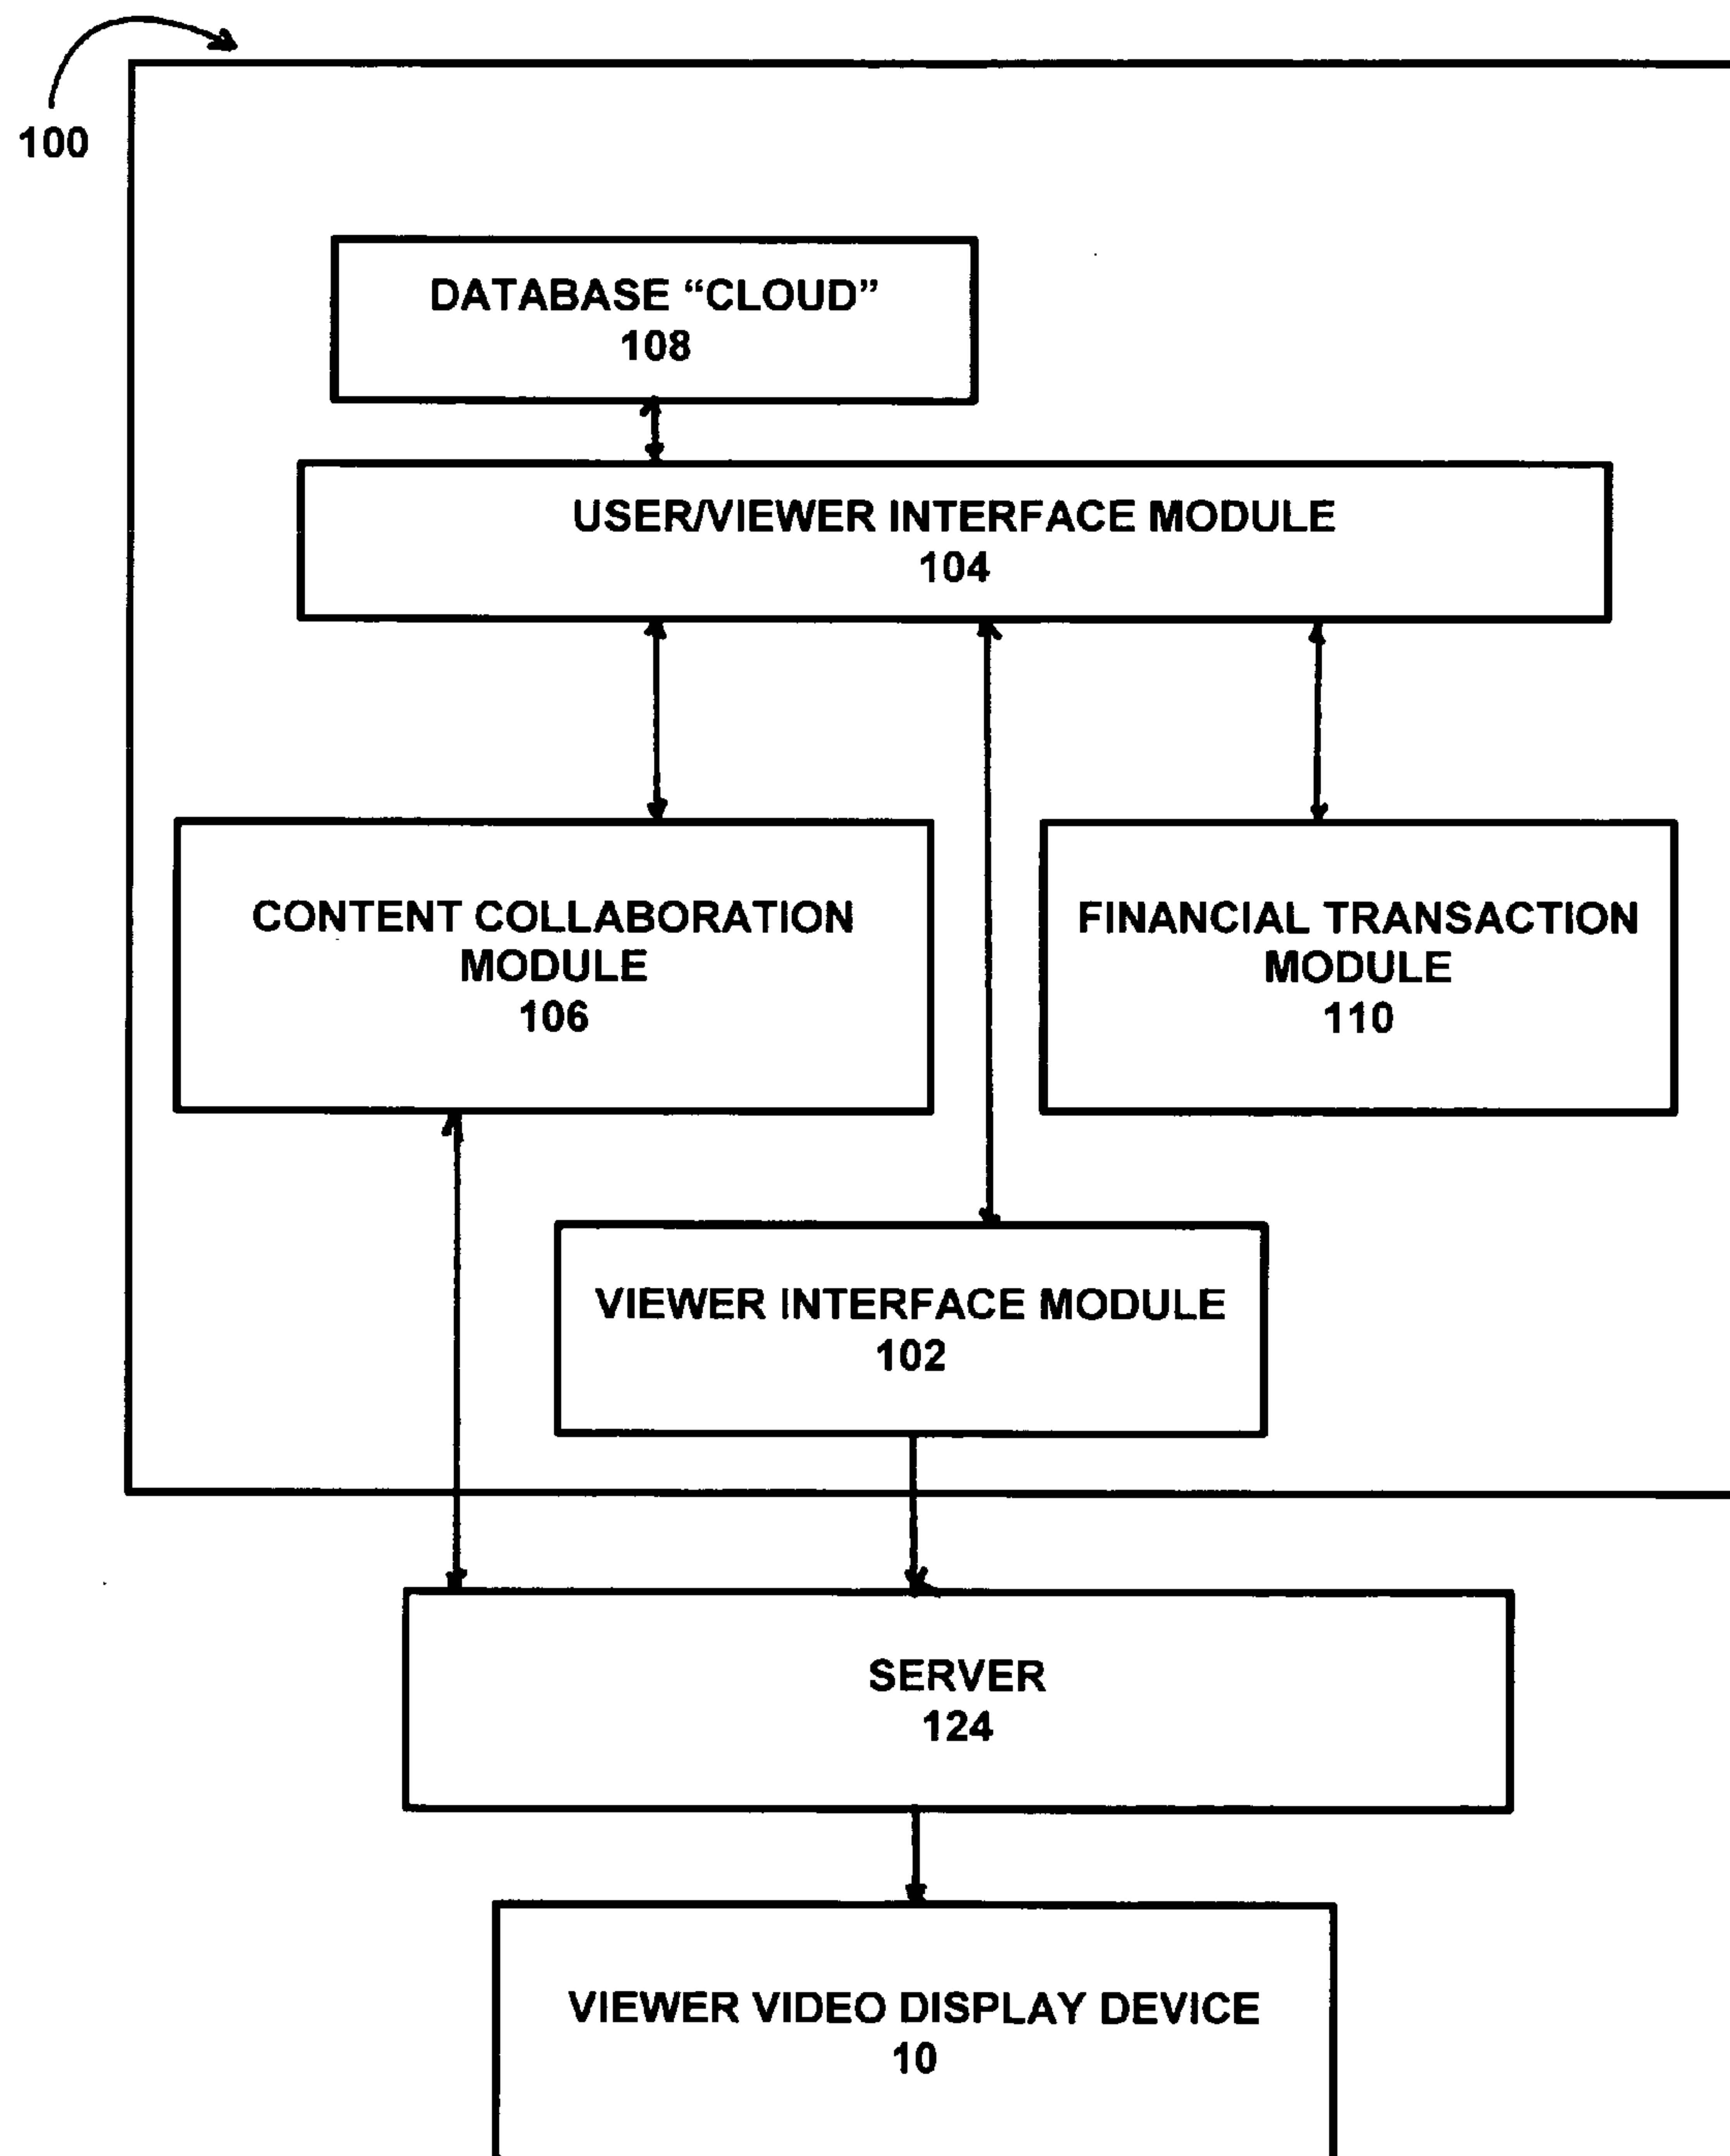 100
DATABASE “CLOUD”
108
USER/VIEWER INTERFACE MODULE
104
CONTENT COLLABORATION
MODULE
106
FINANCIAL TRANSACTION
MODULE
110
VIEWER INTERFACE MODULE
102
SERVER
124
VIEWER VIDEO DISPLAY DEVICE
10